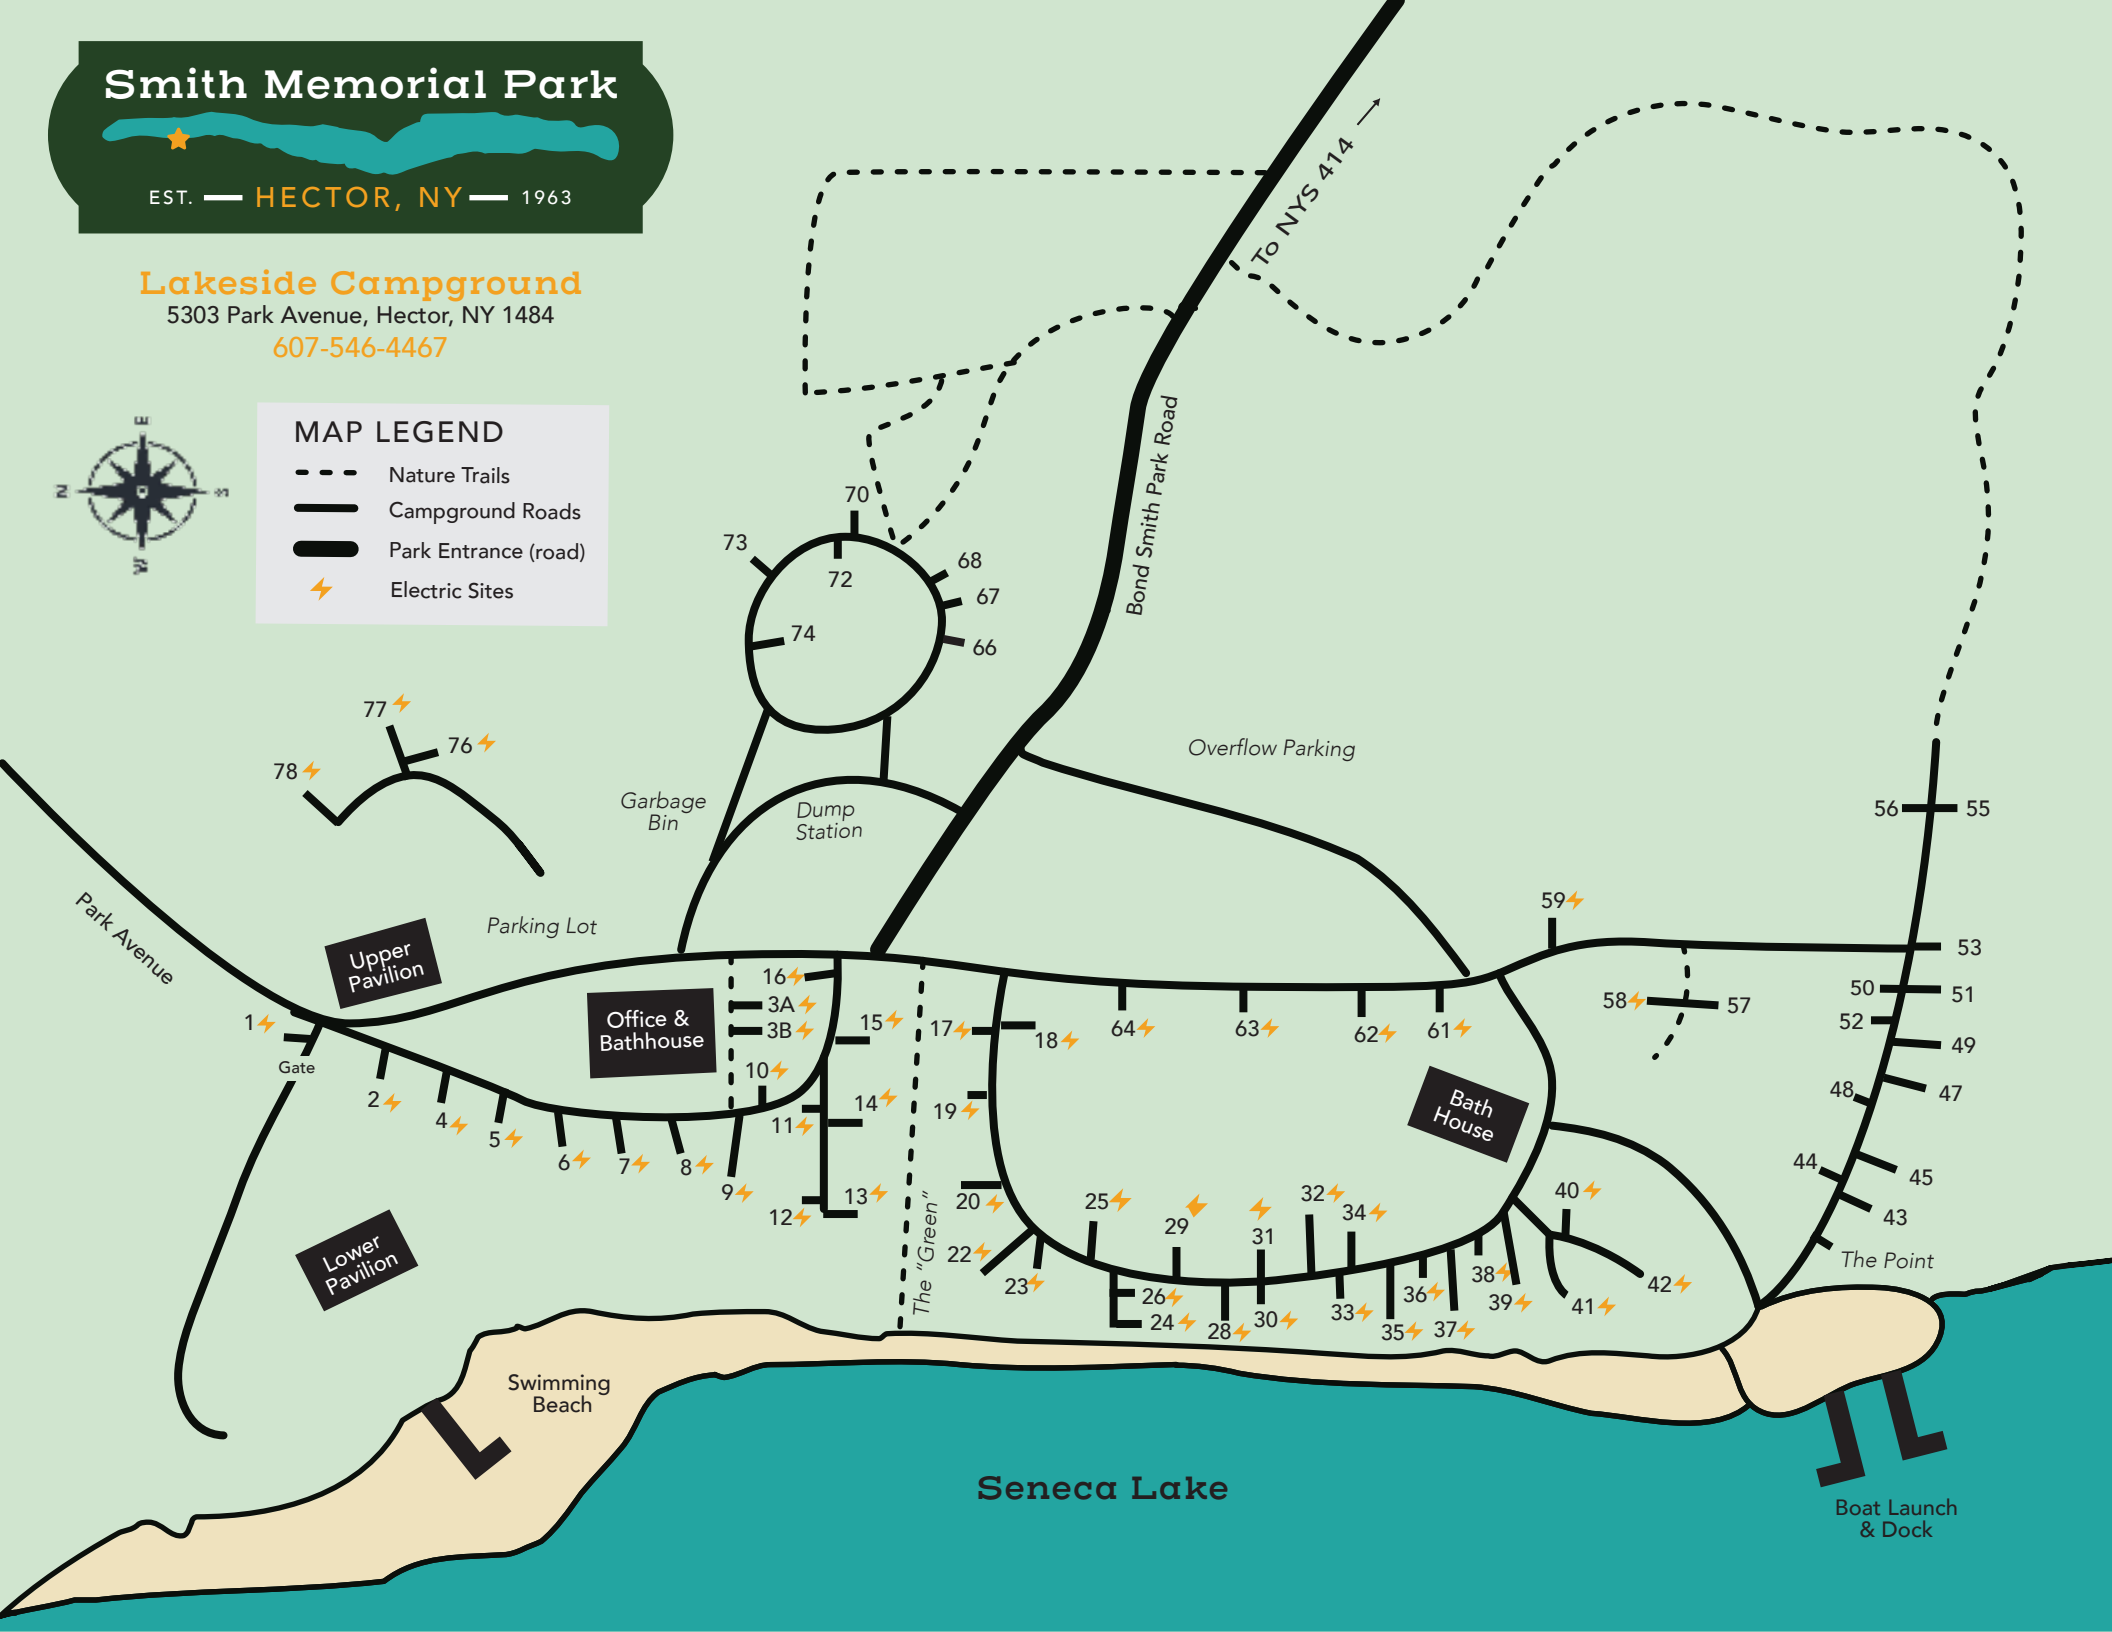 Smith Memorial Park
EST. — HECTOR, NY — 1963
Lakeside Campground
5303 Park Avenue, Hector, NY 1484
607-546-4467
E
N
S
W
MAP LEGEND
Nature Trails
Campground Roads
Park Entrance (road)
Electric Sites
To NYS 414
Bond Smith Park Road
70
73
72
68
67
74
66
77
76
78
Garbage
Bin
Dump
Station
Overflow Parking
56
55
Park Avenue
Upper
Pavilion
Parking Lot
59
53
16
3A
3B
Office &
Bathhouse
15
17
18
64
63
62
61
58
57
50
51
52
49
1
Gate
2
4
5
6
7
8
9
10
11
14
12
13
19
20
The "Green"
Bath
House
48
47
44
45
43
22
23
25
29
31
32
34
40
26
24
28
30
33
35
36
37
38
39
41
42
The Point
Lower
Pavilion
Swimming
Beach
Seneca Lake
Boat Launch
& Dock